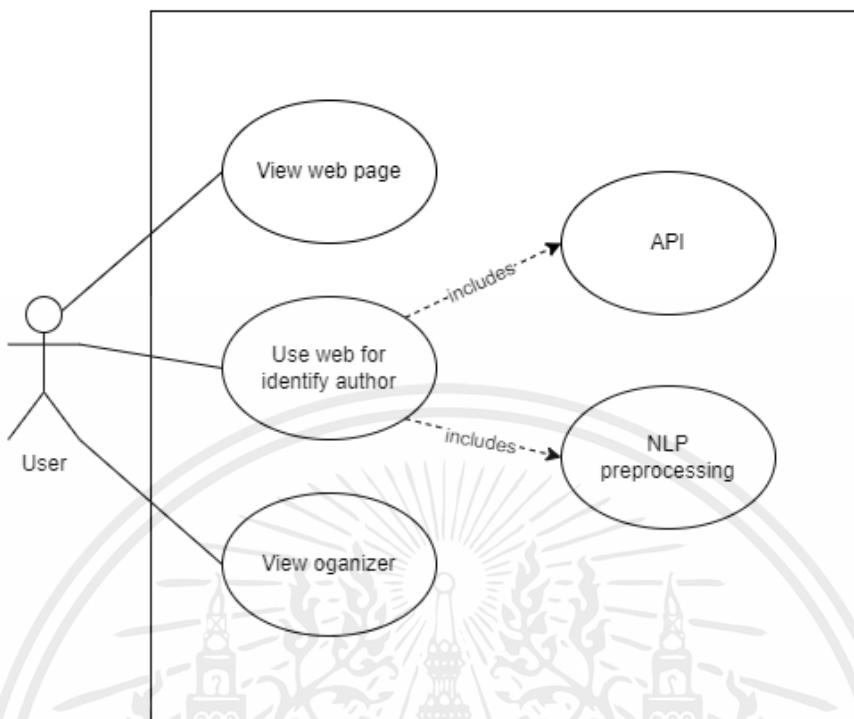 View web page
API
includes
Use web for
identify author
includes
NLP
preprocessing
User
View oganizer